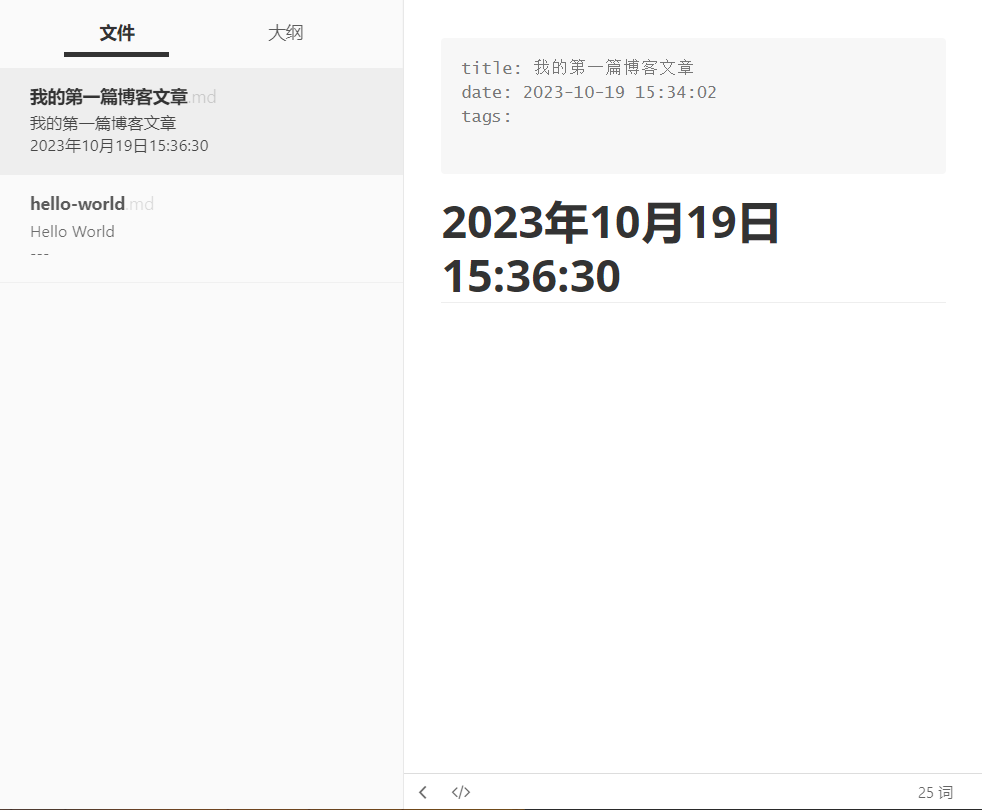 文件
大纲
我的第一篇博客文章.md
我的第一篇博客文章
2023年10月19日15:36:30
hello-world.md
Hello World
---
title: 我的第一篇博客文章
date: 2023-10-19 15:34:02
tags:
2023年10月19日
15:36:30
</>
25 词